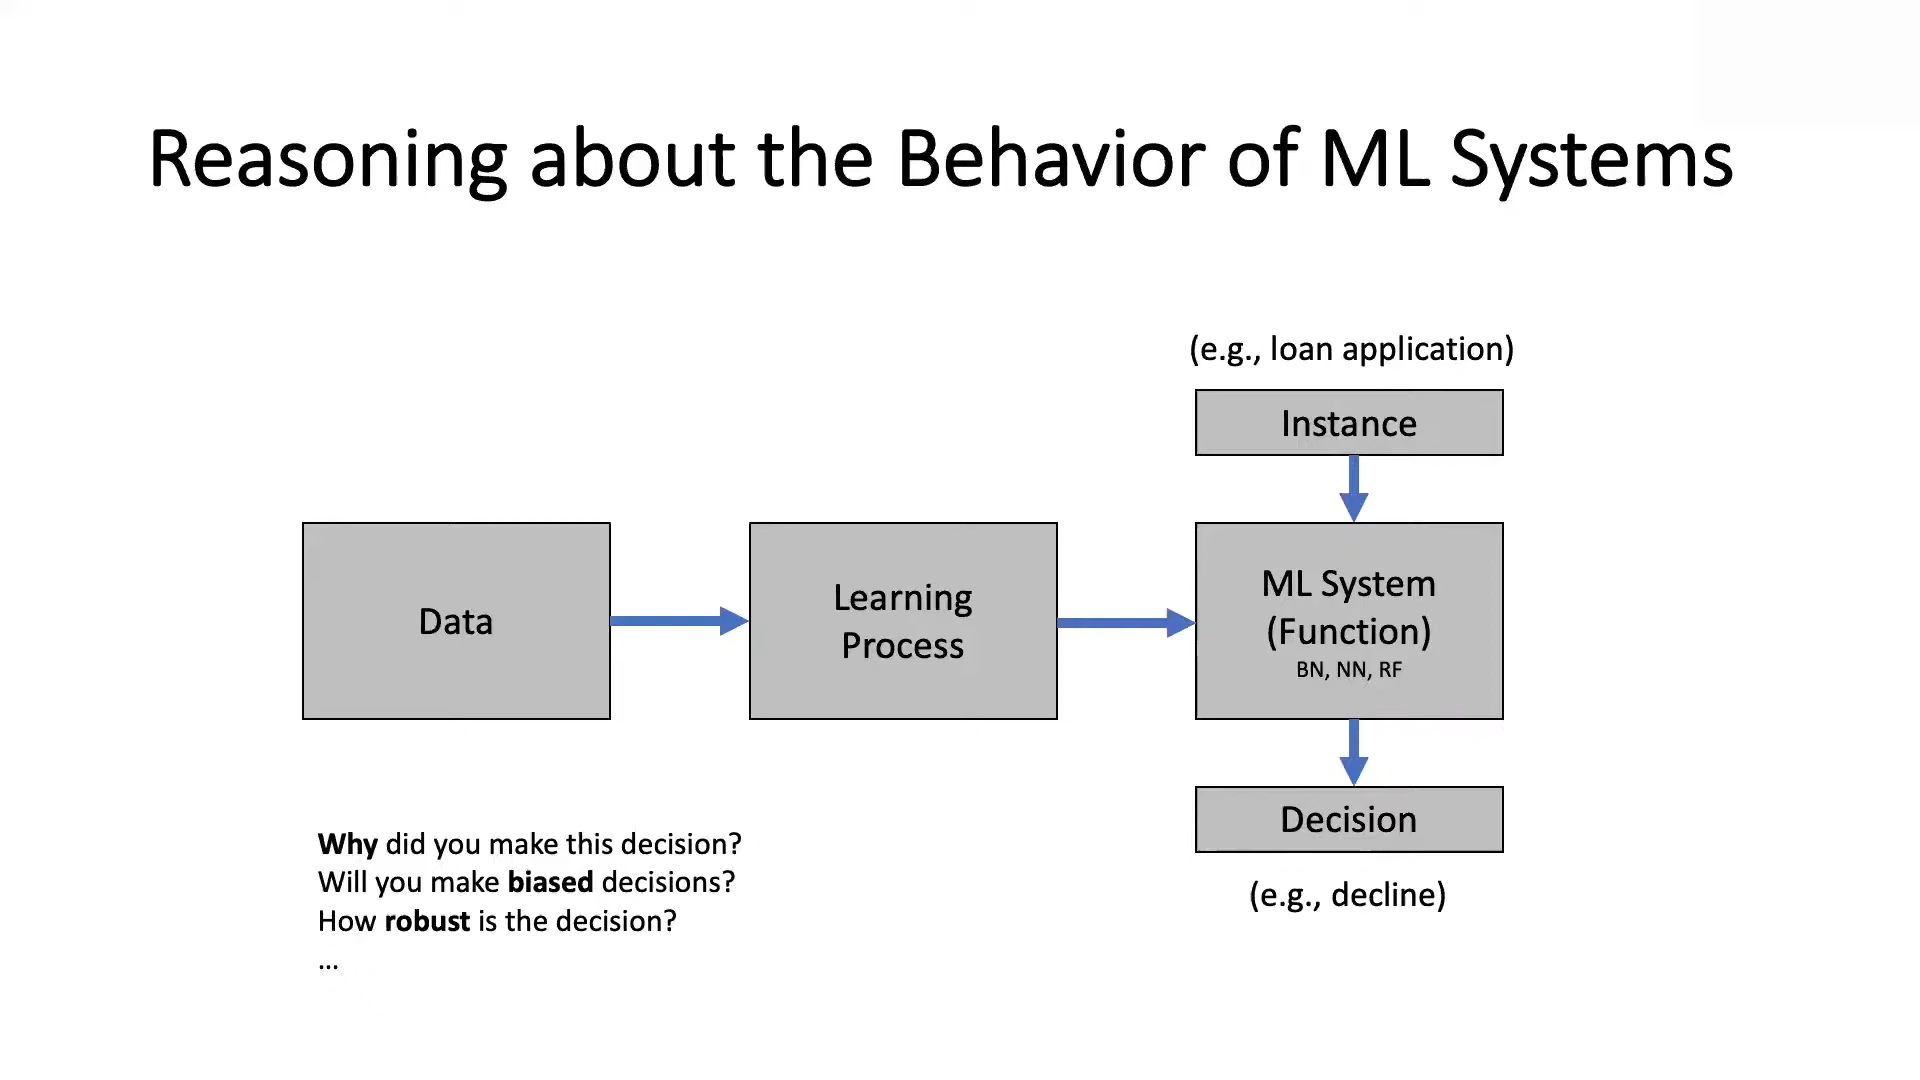 Reasoning about the Behavior of ML Systems
(e.g., loan application)
Instance
Data
Learning
Process
ML System
(Function)
BN, NN, RF
Decision
(e.g., decline)
Why did you make this decision?
Will you make biased decisions?
How robust is the decision?
...